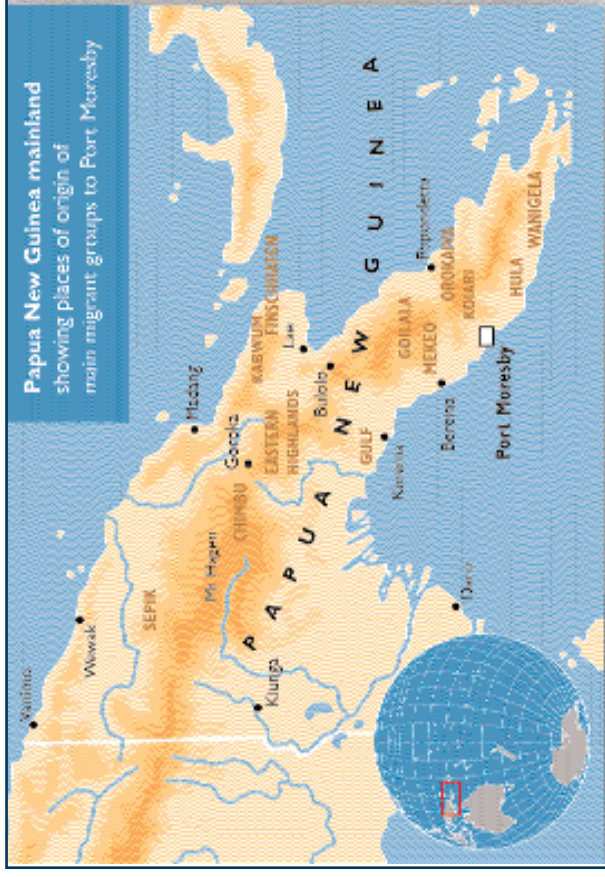 Papua New Guinea mainland
showing places of origin of
main migrant groups to Port Moresby
Vanimo
Wewak
SEPIK
Madang
Mt Hagen
Kiunga
CHIMBU
Goroka
EASTERN
HIGHLANDS
KABWUM
FINSCHHAFEN
Lae
Bulolo
PAPUA NEW GUINEA
GULF
Kerema
Daru
GOILALA
MEKEO
Bereina
Popondetta
OROKAIVA
KOIARI
Port Moresby
HULA
WANIGELA